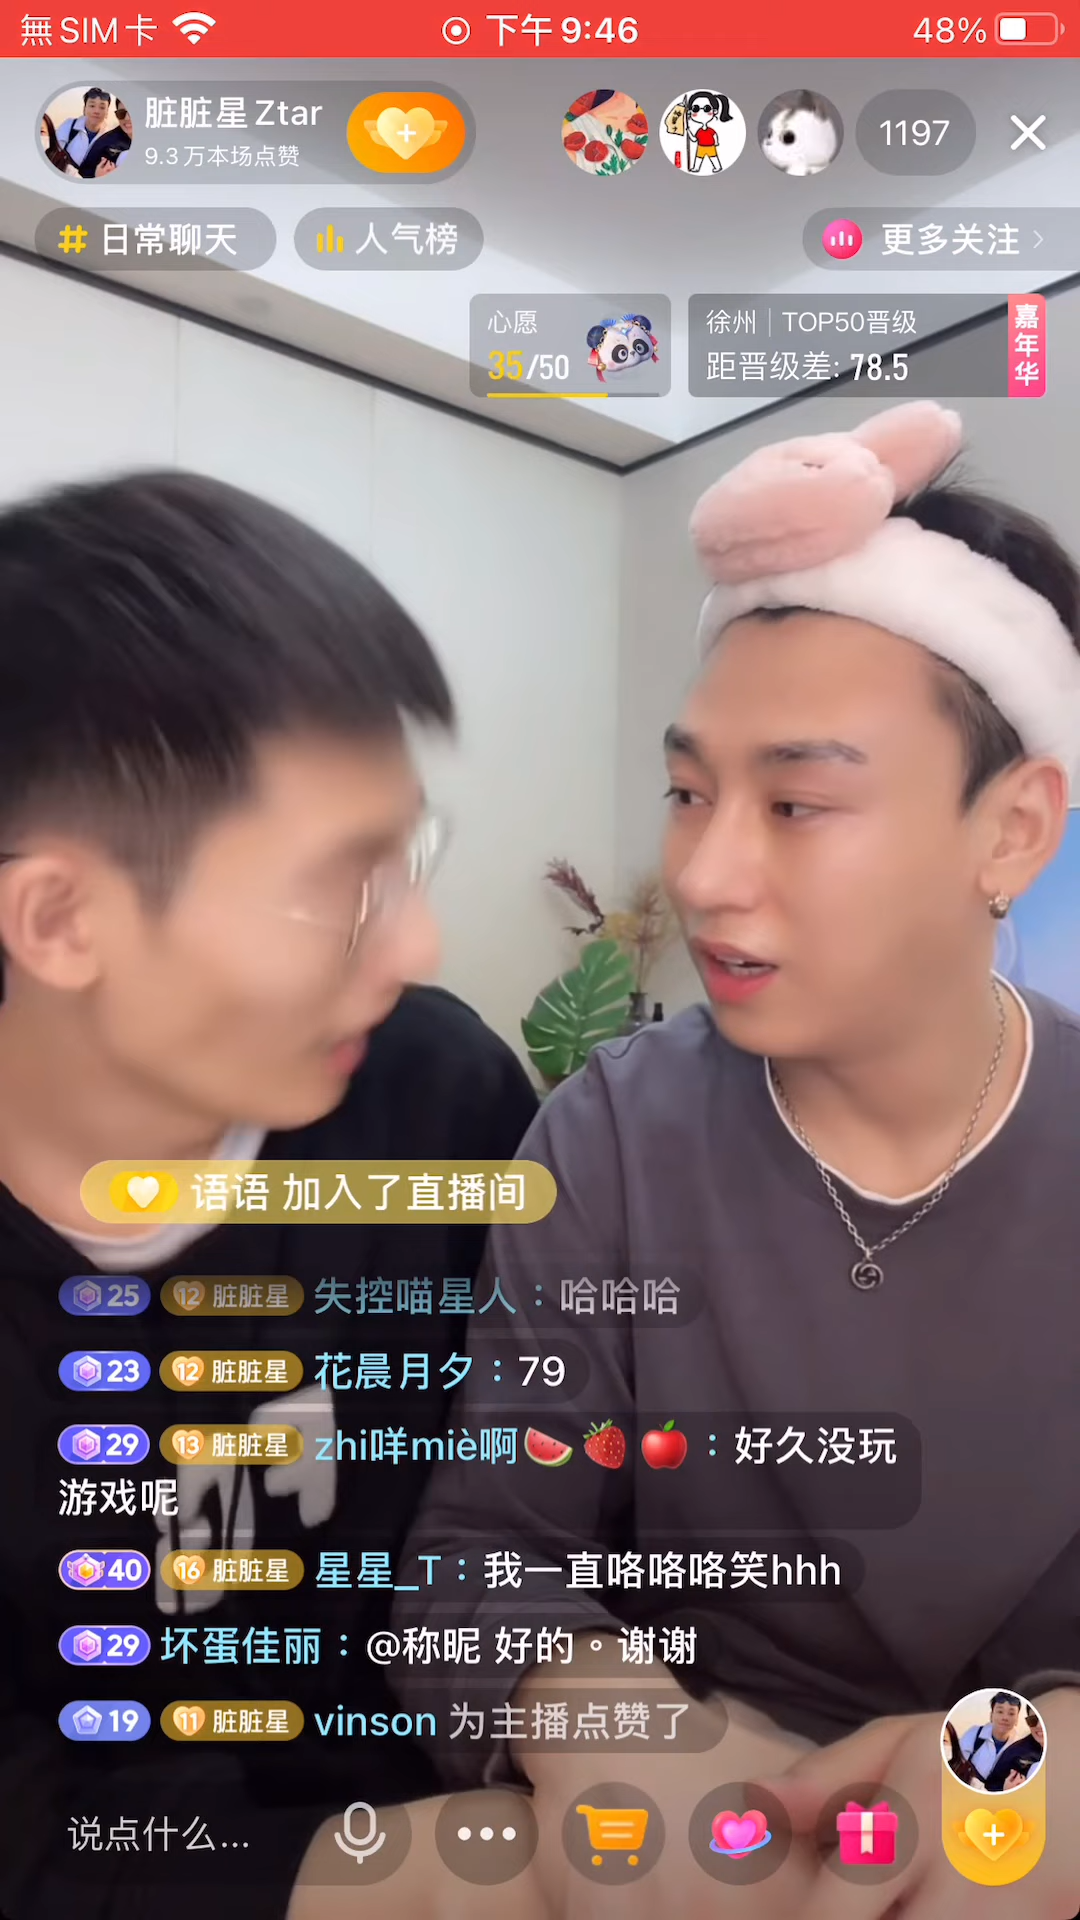 無 SIM 卡
下午 9:46
48%
脏脏星Ztar
9.3万本场点赞
1197
日常聊天
人气榜
更多关注
心愿
35/50
徐州 | TOP50晋级
距晋级差: 78.5
嘉年华
语语 加入了直播间
25 12 脏脏星 失控喵星人：哈哈哈
23 12 脏脏星 花晨月夕：79
29 13 脏脏星 zhi咩miè啊🍉🍓🍎：好久没玩
游戏呢
40 16 脏脏星 星星_T：我一直咯咯咯笑hhh
29 坏蛋佳丽：@称昵 好的。谢谢
19 11 脏脏星 vinson 为主播点赞了
说点什么...